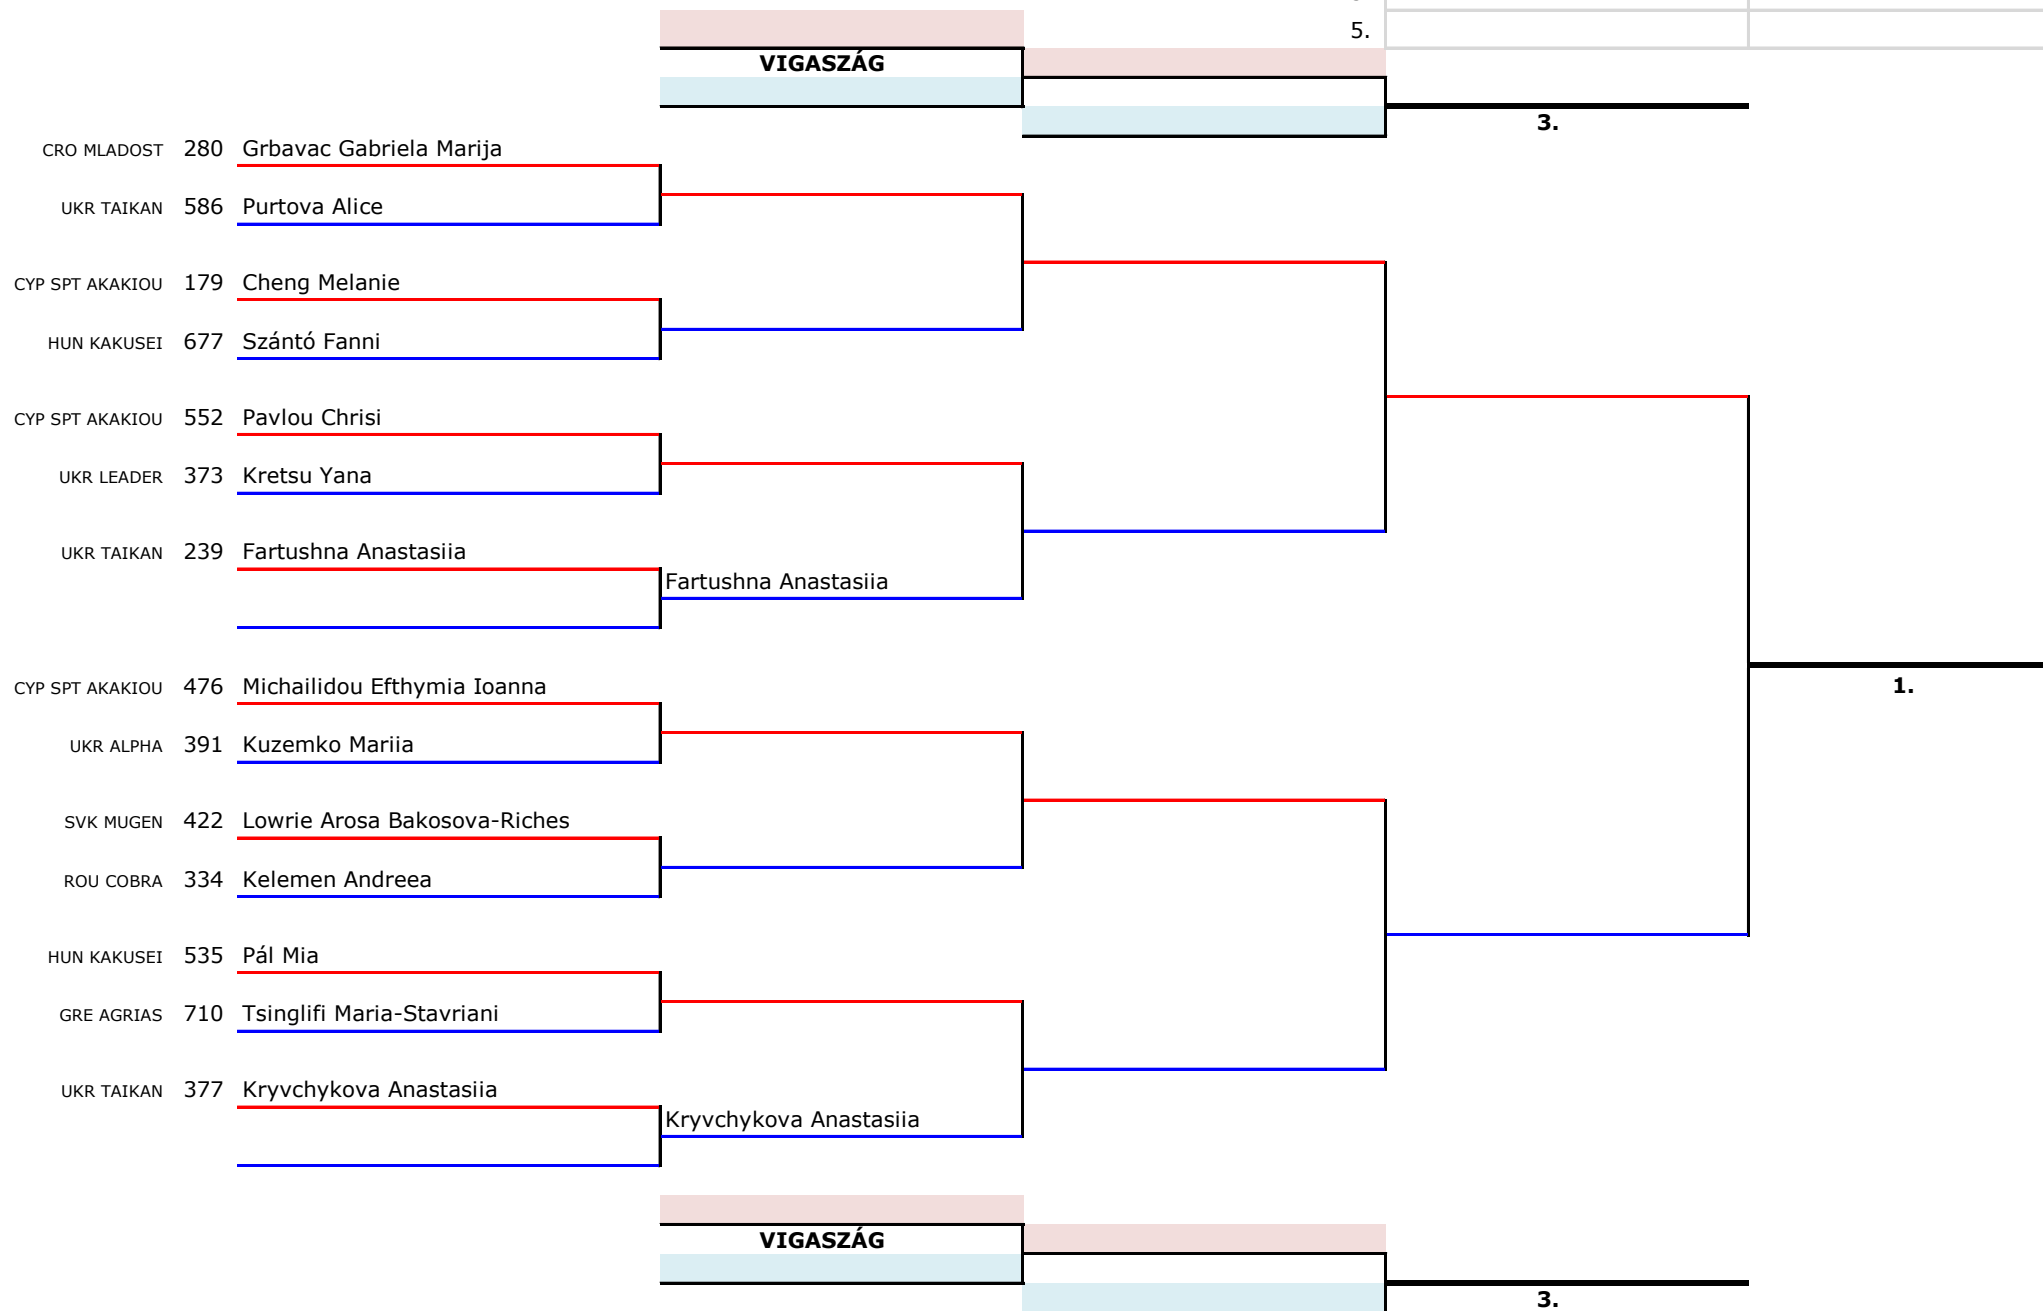 5.
VIGASZÁG
3.
CRO MLADOST 280 Grbavac Gabriela Marija
UKR TAIKAN 586 Purtova Alice
CYP SPT AKAKIOU 179 Cheng Melanie
HUN KAKUSEI 677 Szántó Fanni
CYP SPT AKAKIOU 552 Pavlou Chrisi
UKR LEADER 373 Kretsu Yana
UKR TAIKAN 239 Fartushna Anastasiia
Fartushna Anastasiia
CYP SPT AKAKIOU 476 Michailidou Efthymia Ioanna
1.
UKR ALPHA 391 Kuzemko Mariia
SVK MUGEN 422 Lowrie Arosa Bakosova-Riches
ROU COBRA 334 Kelemen Andreea
HUN KAKUSEI 535 Pál Mia
GRE AGRIAS 710 Tsinglifi Maria-Stavriani
UKR TAIKAN 377 Kryvchykova Anastasiia
Kryvchykova Anastasiia
VIGASZÁG
3.